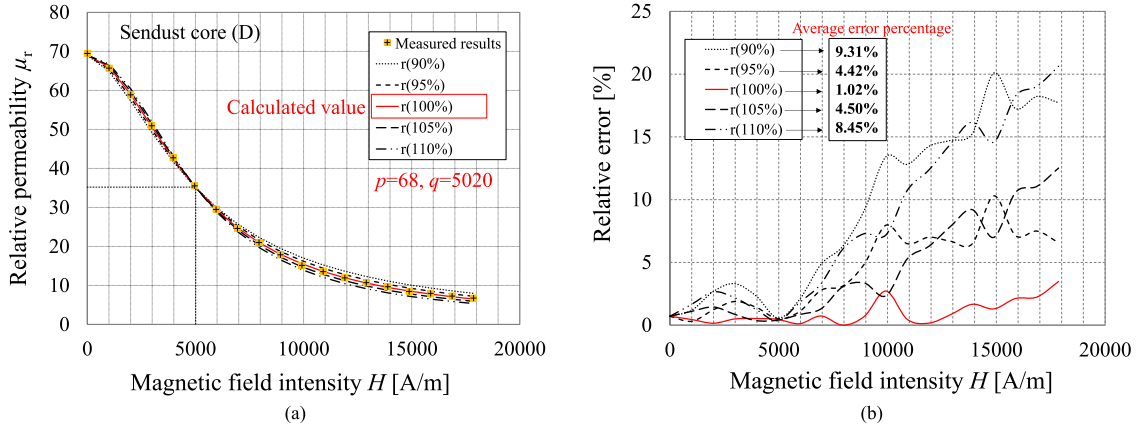 Sendust core (D)
Relative permeability μr
80
70
60
50
40
30
20
10
0
Measured results
r(90%)
r(95%)
Calculated value
r(100%)
r(105%)
r(110%)
p=68, q=5020
0 5000 10000 15000 20000
Magnetic field intensity H [A/m]
(a)
Average error percentage
r(90%) 9.31%
r(95%) 4.42%
r(100%) 1.02%
r(105%) 4.50%
r(110%) 8.45%
Relative error [%]
25
20
15
10
5
0
0 5000 10000 15000 20000
Magnetic field intensity H [A/m]
(b)